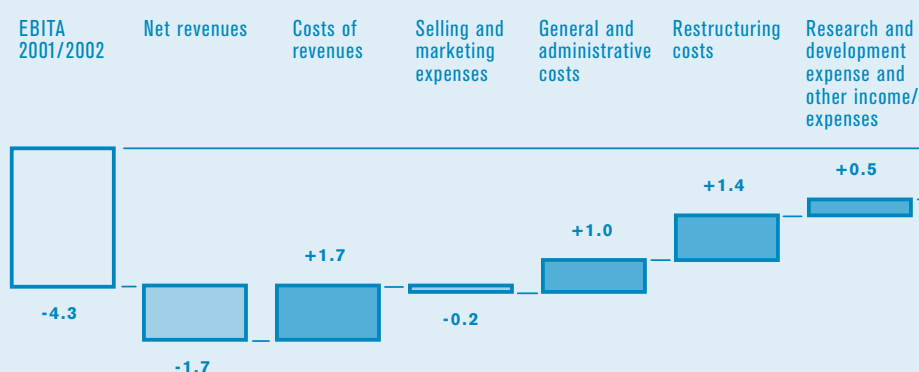 EBITA
2001/2002
Net revenues
Costs of
revenues
Selling and
marketing
expenses
General and
administrative
costs
Restructuring
costs
Research and
development
expense and
other income/
expenses
-4.3
-1.7
+1.7
-0.2
+1.0
+1.4
+0.5